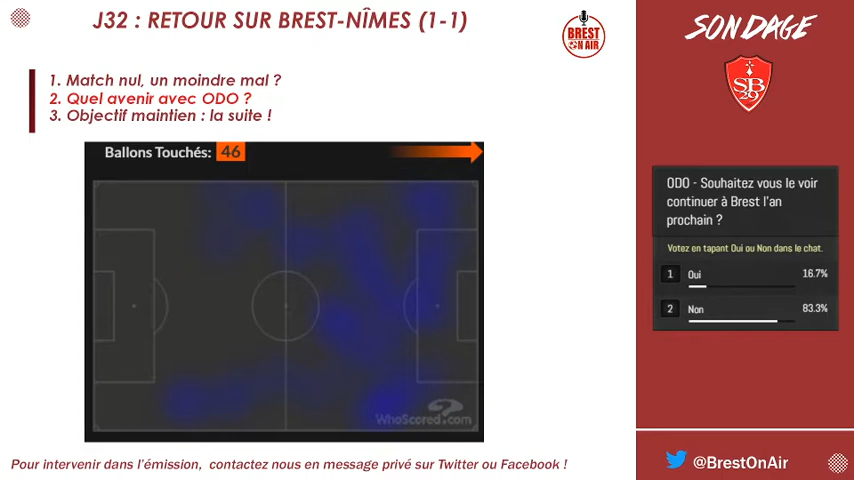 J32 : RETOUR SUR BREST-NÎMES (1-1)
BREST
ON AIR
SONDAGE
SB
29
1. Match nul, un moindre mal ?
2. Quel avenir avec ODO ?
3. Objectif maintien : la suite !
Ballons Touchés: 46
WhoScored.com
ODO - Souhaitez vous le voir
continuer à Brest l'an
prochain ?
Votez en tapant Oui ou Non dans le chat.
1 Oui 16.7%
2 Non 83.3%
Pour intervenir dans l'émission, contactez nous en message privé sur Twitter ou Facebook !
@BrestOnAir